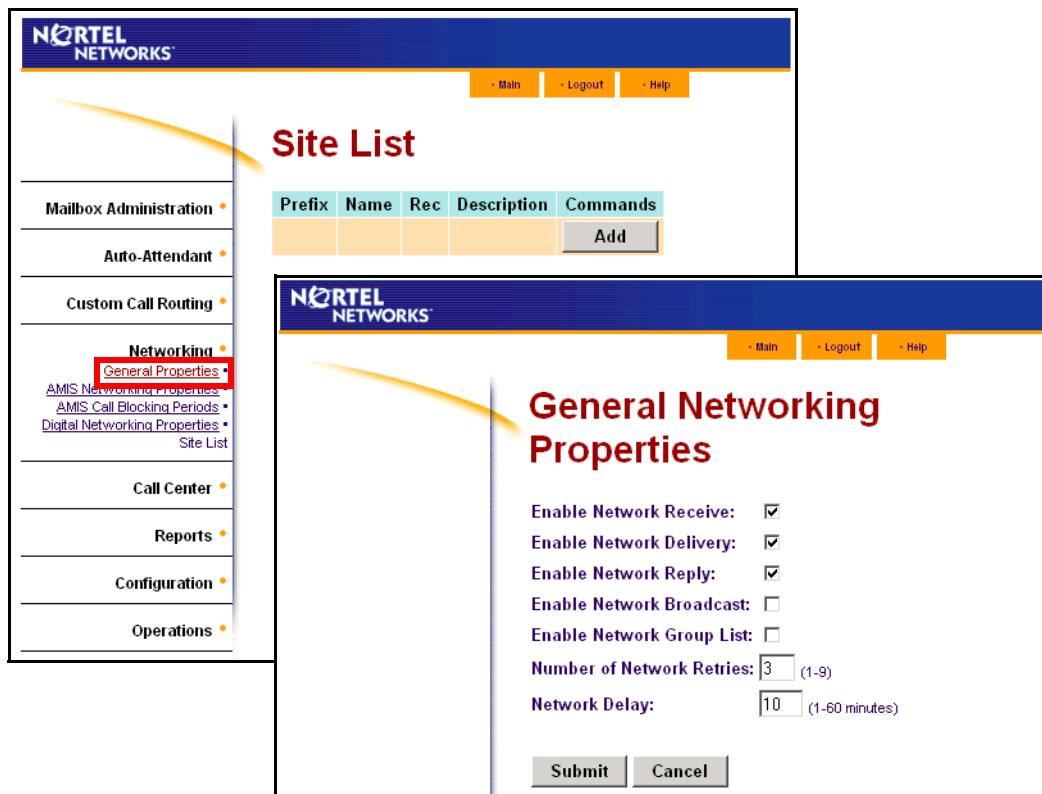 NORTEL
NETWORKS
• Main • Logout • Help
Site List
Prefix Name Rec Description Commands
Add
Mailbox Administration
Auto-Attendant
Custom Call Routing
Networking
General Properties
AMIS Networking Properties
AMIS Call Blocking Periods
Digital Networking Properties
Site List
Call Center
Reports
Configuration
Operations
NORTEL
NETWORKS
• Main • Logout • Help
General Networking
Properties
Enable Network Receive:
Enable Network Delivery:
Enable Network Reply:
Enable Network Broadcast:
Enable Network Group List:
Number of Network Retries: 3 (1-9)
Network Delay: 10 (1-60 minutes)
Submit Cancel